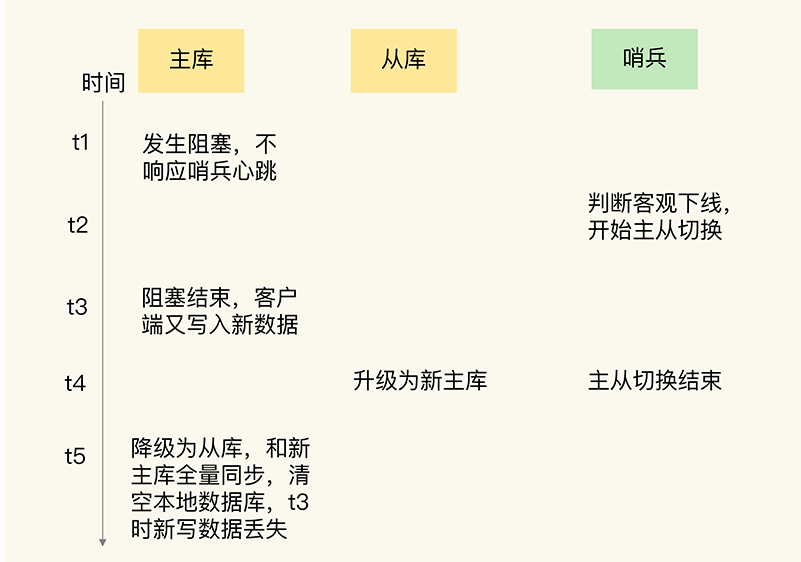 主库
从库
哨兵
时间
t1
发生阻塞，不
响应哨兵心跳
t2
判断客观下线，
开始主从切换
t3
阻塞结束，客户
端又写入新数据
t4
升级为新主库
主从切换结束
t5
降级为从库，和新
主库全量同步，清
空本地数据库，t3
时新写数据丢失